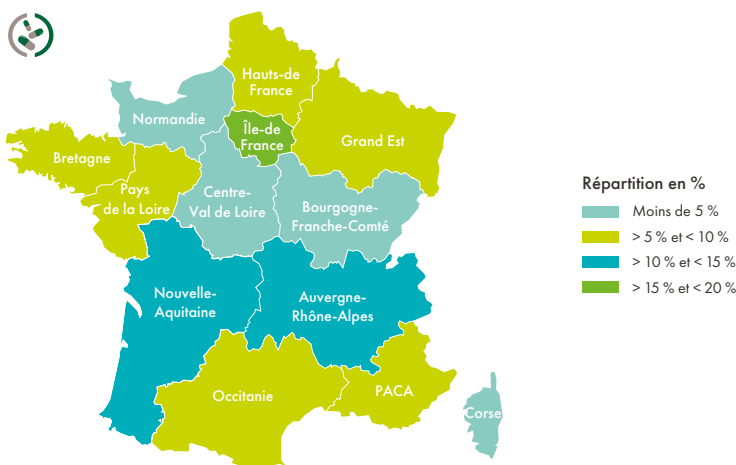 Hauts-de
France
Normandie
Île-de
France
Grand Est
Bretagne
Pays
de la Loire
Centre-
Val de Loire
Bourgogne-
Franche-Comté
Nouvelle-
Aquitaine
Auvergne-
Rhône-Alpes
Occitanie
PACA
Corse
Répartition en %
Moins de 5 %
> 5 % et < 10 %
> 10 % et < 15 %
> 15 % et < 20 %